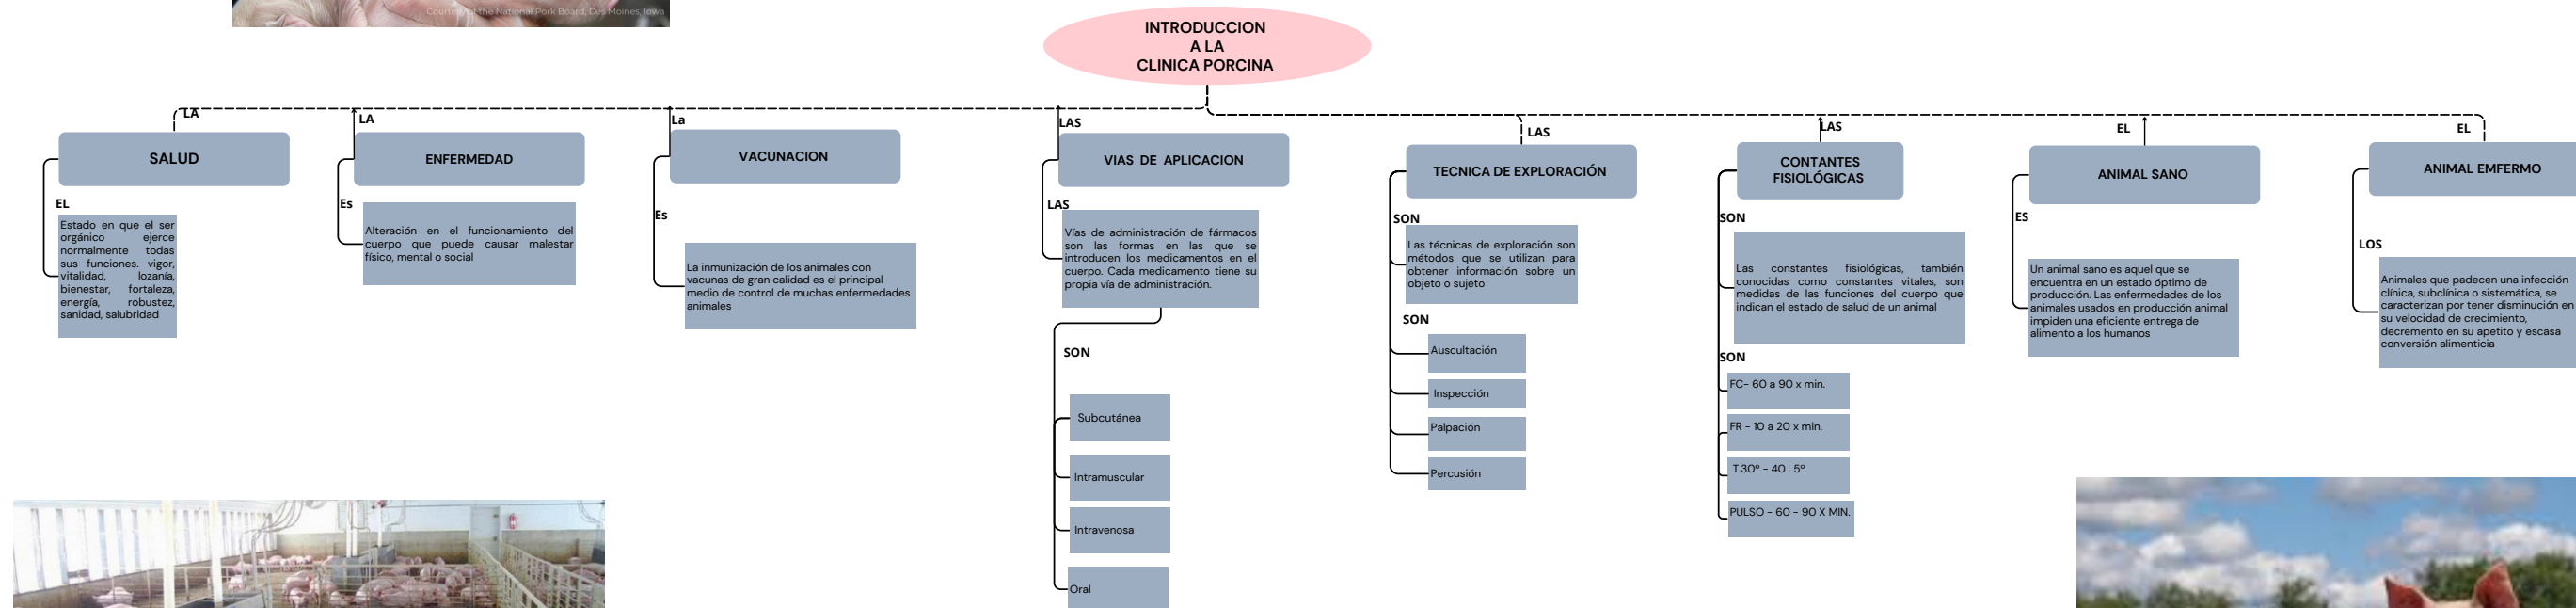 Courtesy of the National Pork Board, Des Moines, Iowa
INTRODUCCION
A LA
CLINICA PORCINA
LA
SALUD
EL
Estado en que el ser
orgánico ejerce
normalmente todas
sus funciones. vigor,
vitalidad, lozanía,
bienestar, fortaleza,
energía, robustez,
sanidad, salubridad
LA
ENFERMEDAD
Es
Alteración en el funcionamiento del
cuerpo que puede causar malestar
físico, mental o social
La
VACUNACION
Es
La inmunización de los animales con
vacunas de gran calidad es el principal
medio de control de muchas enfermedades
animales
LAS
VIAS DE APLICACION
LAS
Vías de administración de fármacos
son las formas en las que se
introducen los medicamentos en el
cuerpo. Cada medicamento tiene su
propia vía de administración.
SON
Subcutánea
Intramuscular
Intravenosa
Oral
LAS
TECNICA DE EXPLORACIÓN
SON
Las técnicas de exploración son
métodos que se utilizan para
obtener información sobre un
objeto o sujeto
SON
Auscultación
Inspección
Palpación
Percusión
LAS
CONTANTES
FISIOLÓGICAS
SON
Las constantes fisiológicas, también
conocidas como constantes vitales, son
medidas de las funciones del cuerpo que
indican el estado de salud de un animal
SON
FC- 60 a 90 x min.
FR - 10 a 20 x min.
T.30º - 40 . 5º
PULSO - 60 - 90 X MIN.
EL
ANIMAL SANO
ES
Un animal sano es aquel que se
encuentra en un estado óptimo de
producción. Las enfermedades de los
animales usados en producción animal
impiden una eficiente entrega de
alimento a los humanos
EL
ANIMAL EMFERMO
LOS
Animales que padecen una infección
clínica, subclínica o sistemática, se
caracterizan por tener disminución en
su velocidad de crecimiento,
decremento en su apetito y escasa
conversión alimenticia